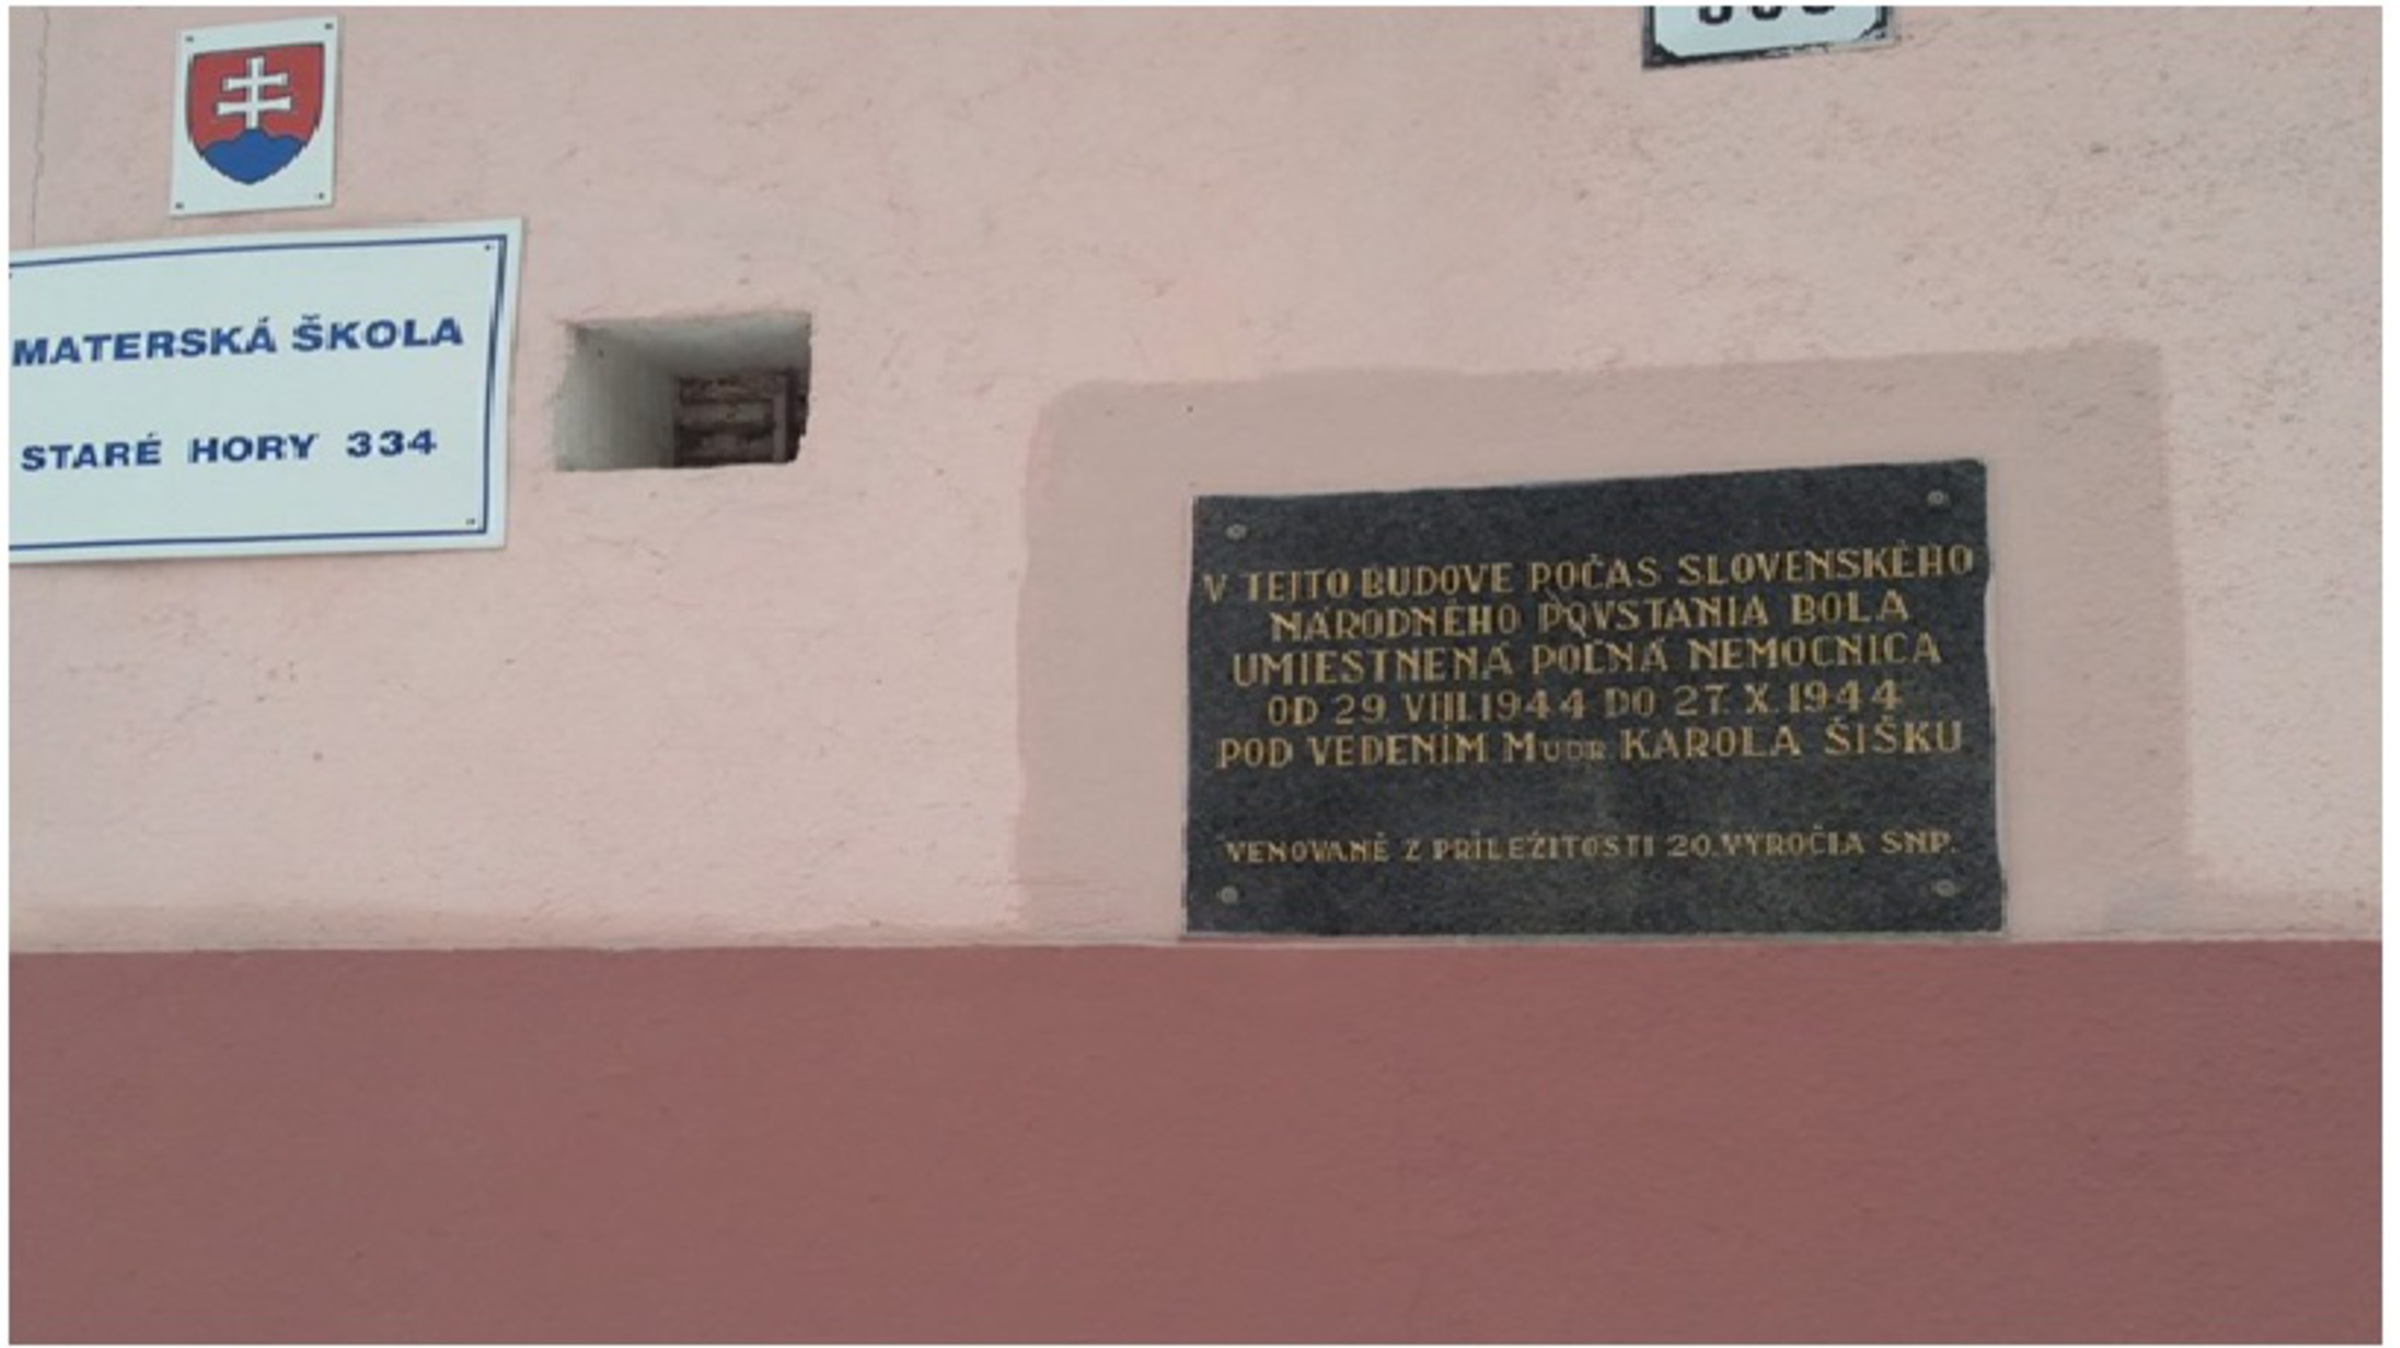 MATERSKÁ ŠKOLA
STARÉ HORY 334
V TEJTO BUDOVE POČAS SLOVENSKÉHO
NÁRODNÉHO POVSTANIA BOLA
UMIESTNENÁ POĽNÁ NEMOCNICA
OD 29. VIII. 1944 DO 27. X. 1944
POD VEDENÍM MUDR. KAROLA ŠIŠKU
VENOVANÉ Z PRÍLEŽITOSTI 20. VÝROČIA SNP.